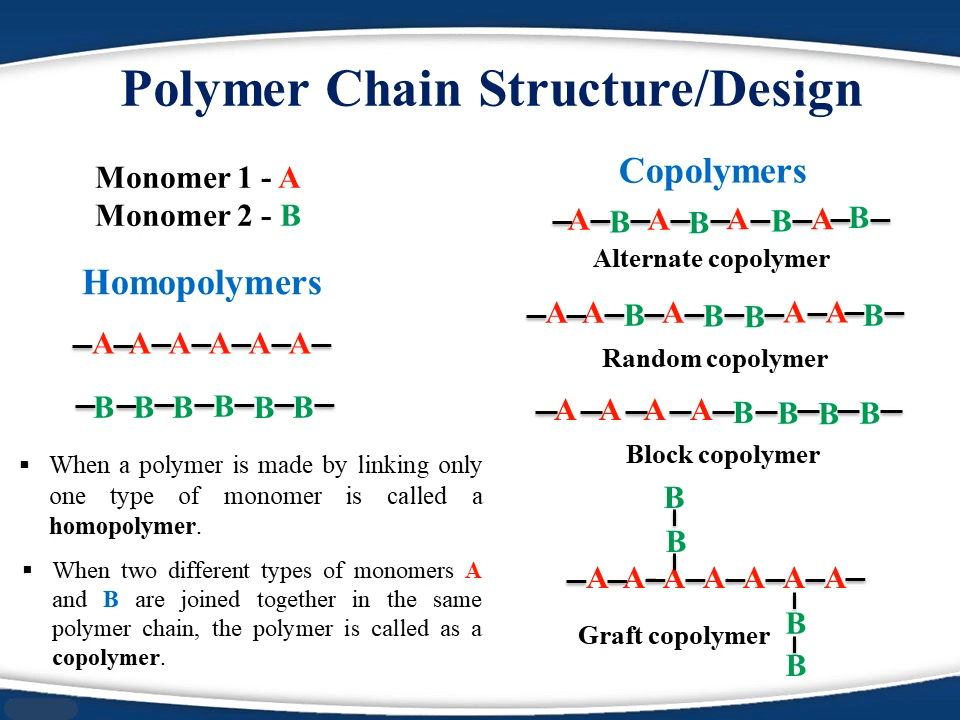 Polymer Chain Structure/Design
Monomer 1 - A
Monomer 2 - B
Homopolymers
–A–A–A–A–A–A–
–B–B–B–B–B–B–
▪ When a polymer is made by linking only
one type of monomer is called a
homopolymer.
▪ When two different types of monomers A
and B are joined together in the same
polymer chain, the polymer is called as a
copolymer.
Copolymers
–A–B–A–B–A–B–A–B–
Alternate copolymer
–A–A–B–A–B–B–A–A–B–
Random copolymer
–A–A–A–A–B–B–B–B–
Block copolymer
B
B
–A–A–A–A–A–A–A–
Graft copolymer
B
B